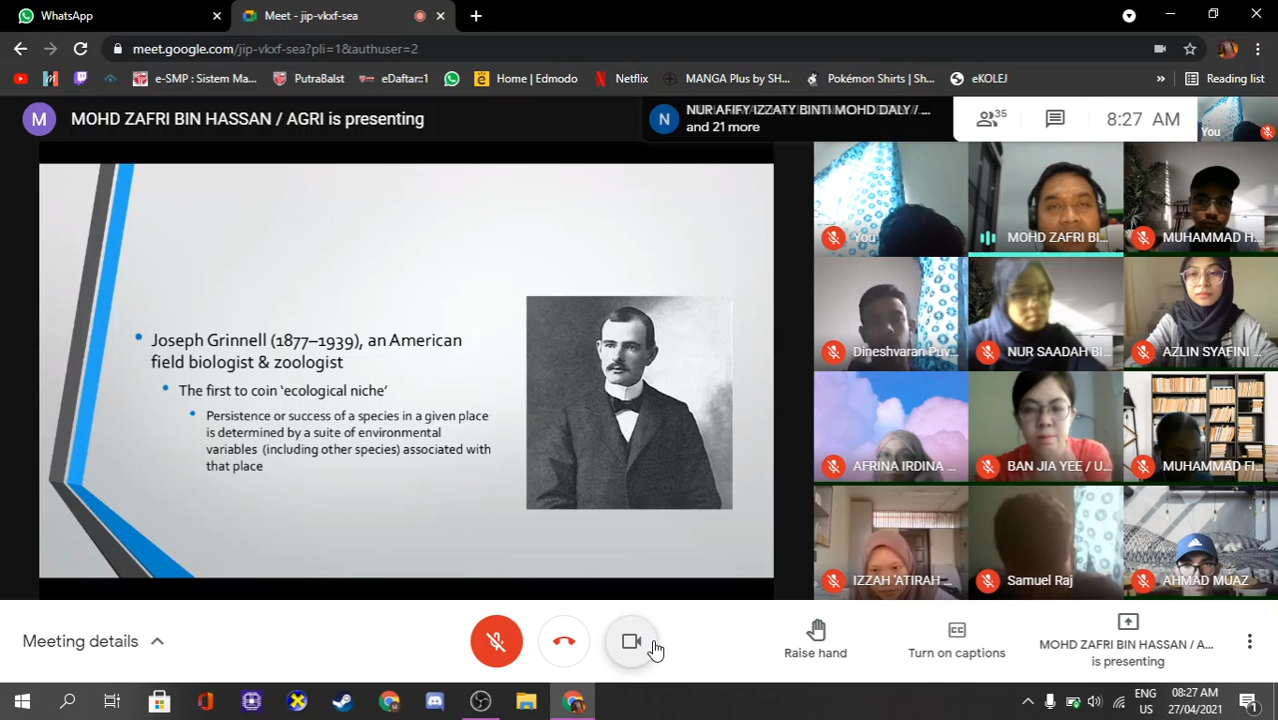 WhatsApp
Meet - jip-vkxf-sea
meet.google.com/jip-vkxf-sea?pli=1&authuser=2
e-SMP : Sistem Ma...
PutraBalst
eDaftar::1
Home | Edmodo
Netflix
MANGA Plus by SH...
Pokémon Shirts | Sh...
eKOLEJ
»
Reading list
M
MOHD ZAFRI BIN HASSAN / AGRI is presenting
N
NUR AFIFY IZZATY BINTI MOHD DALY / ...
and 21 more
35
8:27 AM
You
You
MOHD ZAFRI BI...
MUHAMMAD H...
Joseph Grinnell (1877–1939), an American
field biologist & zoologist
The first to coin ‘ecological niche’
Persistence or success of a species in a given place
is determined by a suite of environmental
variables (including other species) associated with
that place
Dineshvaran Puv...
NUR SAADAH BI...
AZLIN SYAFINI ...
AFRINA IRDINA ...
BAN JIA YEE / U...
MUHAMMAD FI...
IZZAH 'ATIRAH ...
Samuel Raj
AHMAD MUAZ
Meeting details
Raise hand
Turn on captions
MOHD ZAFRI BIN HASSAN / A...
is presenting
ENG
US
08:27 AM
27/04/2021
1